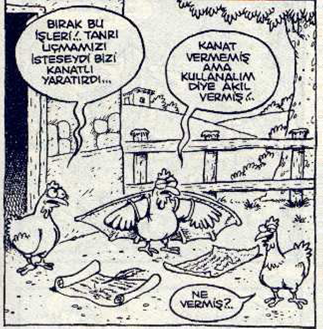 BIRAK BU
İŞLERİ!.. TANRI
UÇMAMIZI
İSTESEYDİ BİZİ
KANATLI
YARATIRDI...
KANAT
VERMEMİŞ
AMA
KULLANALIM
DİYE AKIL
VERMİŞ!..
NE
VERMİŞ?..